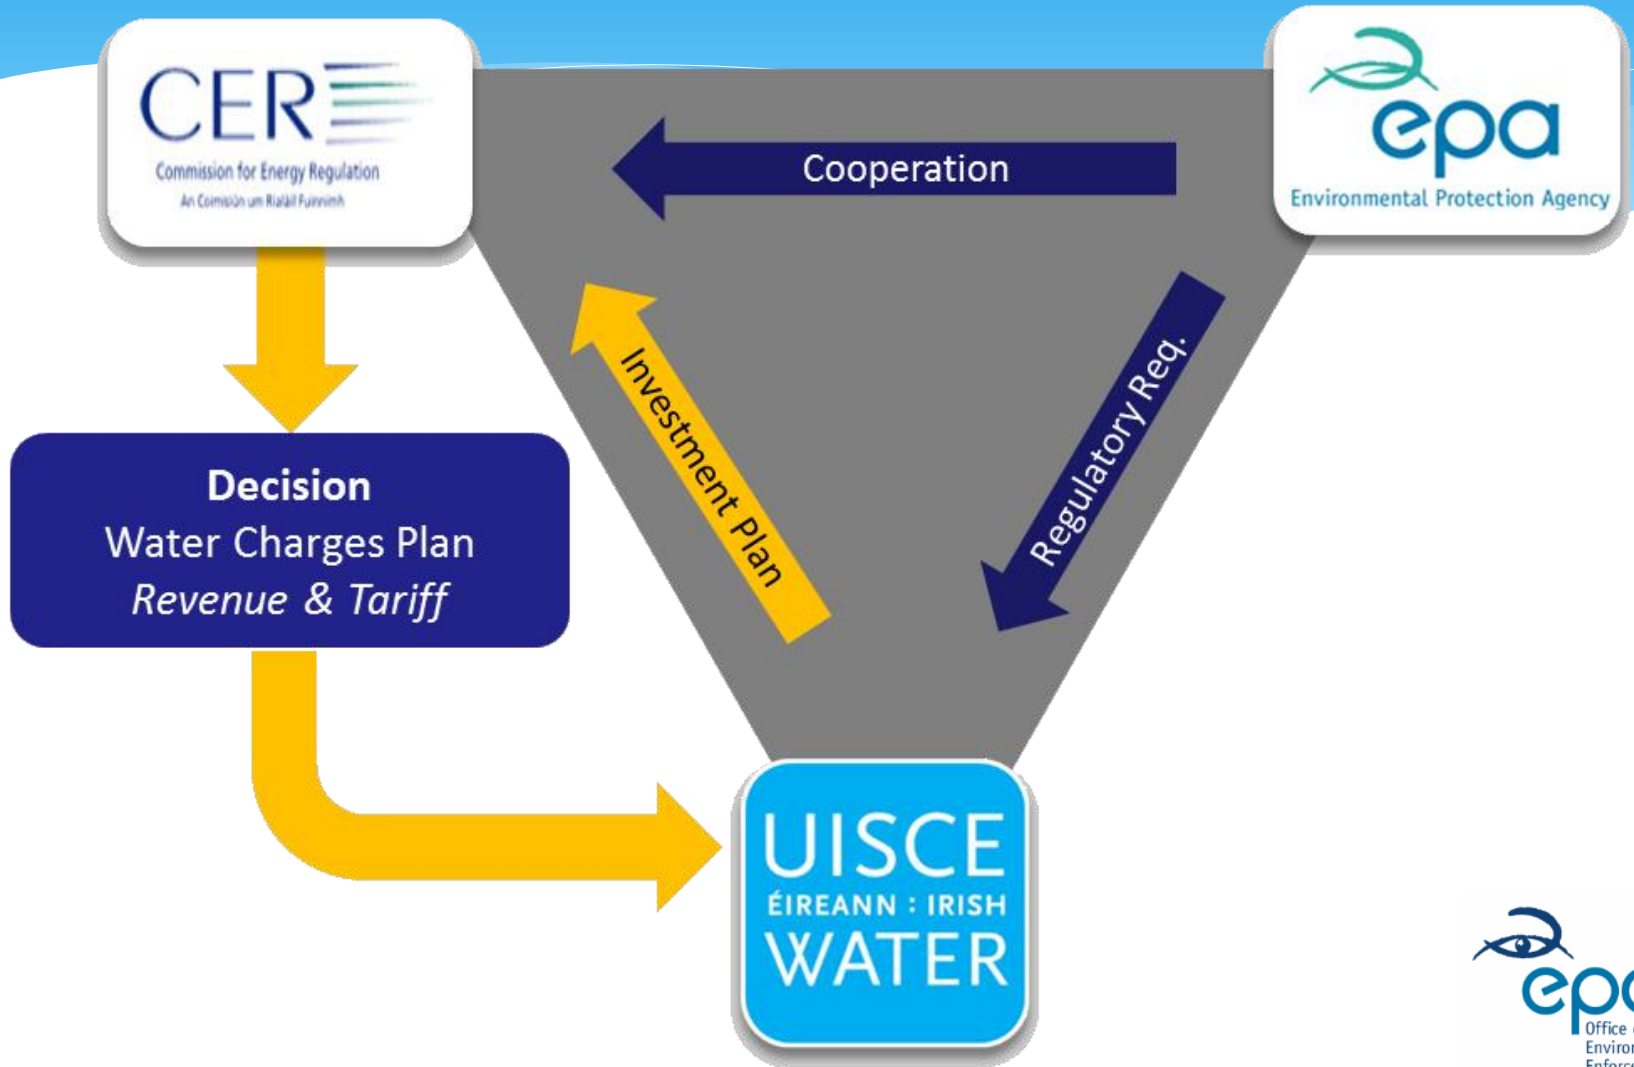 CER
Commission for Energy Regulation
An Coimisiún um Rialáil Fuinnimh
epa
Environmental Protection Agency
Cooperation
Investment Plan
Regulatory Req.
Decision
Water Charges Plan
Revenue & Tariff
UISCE
ÉIREANN : IRISH
WATER
epa
Office